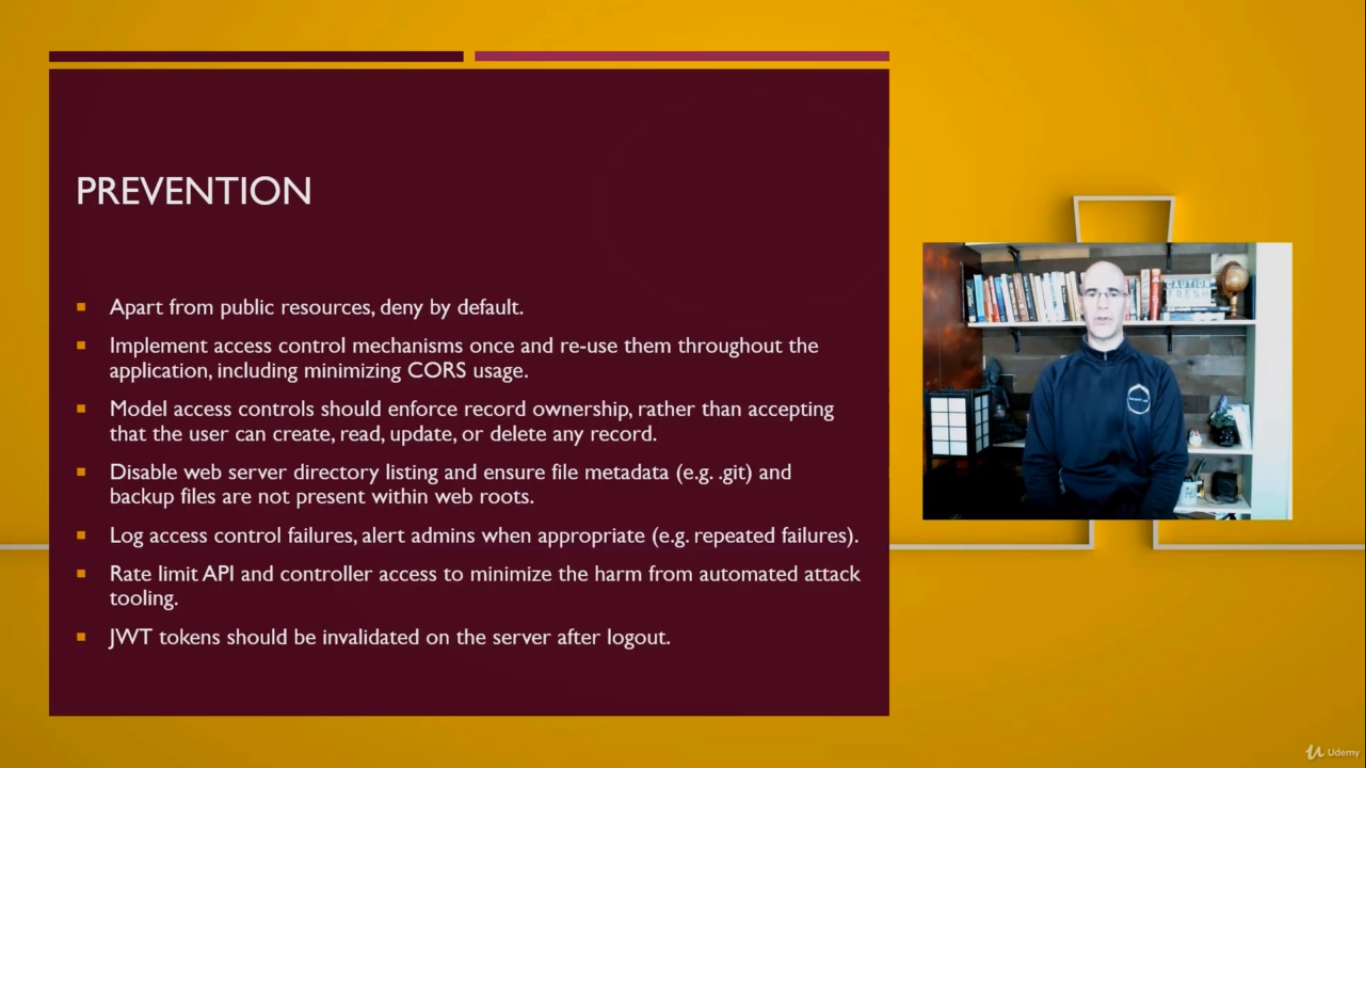 PREVENTION
Apart from public resources, deny by default.
Implement access control mechanisms once and re-use them throughout the
application, including minimizing CORS usage.
Model access controls should enforce record ownership, rather than accepting
that the user can create, read, update, or delete any record.
Disable web server directory listing and ensure file metadata (e.g. .git) and
backup files are not present within web roots.
Log access control failures, alert admins when appropriate (e.g. repeated failures).
Rate limit API and controller access to minimize the harm from automated attack
tooling.
JWT tokens should be invalidated on the server after logout.
CAUTION
FRESH
Udemy